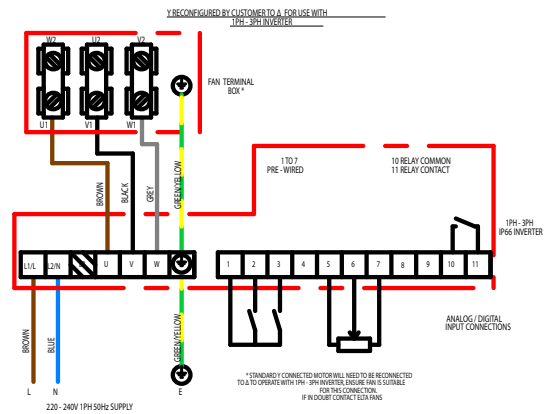 Y RECONFIGURED BY CUSTOMER TO Δ FOR USE WITH
1PH - 3PH INVERTER
W2 U2 V2
U1 V1 W1
FAN TERMINAL
BOX *
BROWN
BLACK
GREY
GREEN/YELLOW
1 TO 7
PRE - WIRED
10 RELAY COMMON
11 RELAY CONTACT
1PH - 3PH
IP66 INVERTER
L1/L L2/N U V W
1 2 3 4 5 6 7 8 9 10 11
BROWN
BLUE
GREEN/YELLOW
ANALOG / DIGITAL
INPUT CONNECTIONS
L N E
220 - 240V 1PH 50Hz SUPPLY
* STANDARD Y CONNECTED MOTOR WILL NEED TO BE RECONNECTED
TO Δ TO OPERATE WITH 1PH - 3PH INVERTER, ENSURE FAN IS SUITABLE
FOR THIS CONNECTION.
IF IN DOUBT CONTACT ELTA FANS